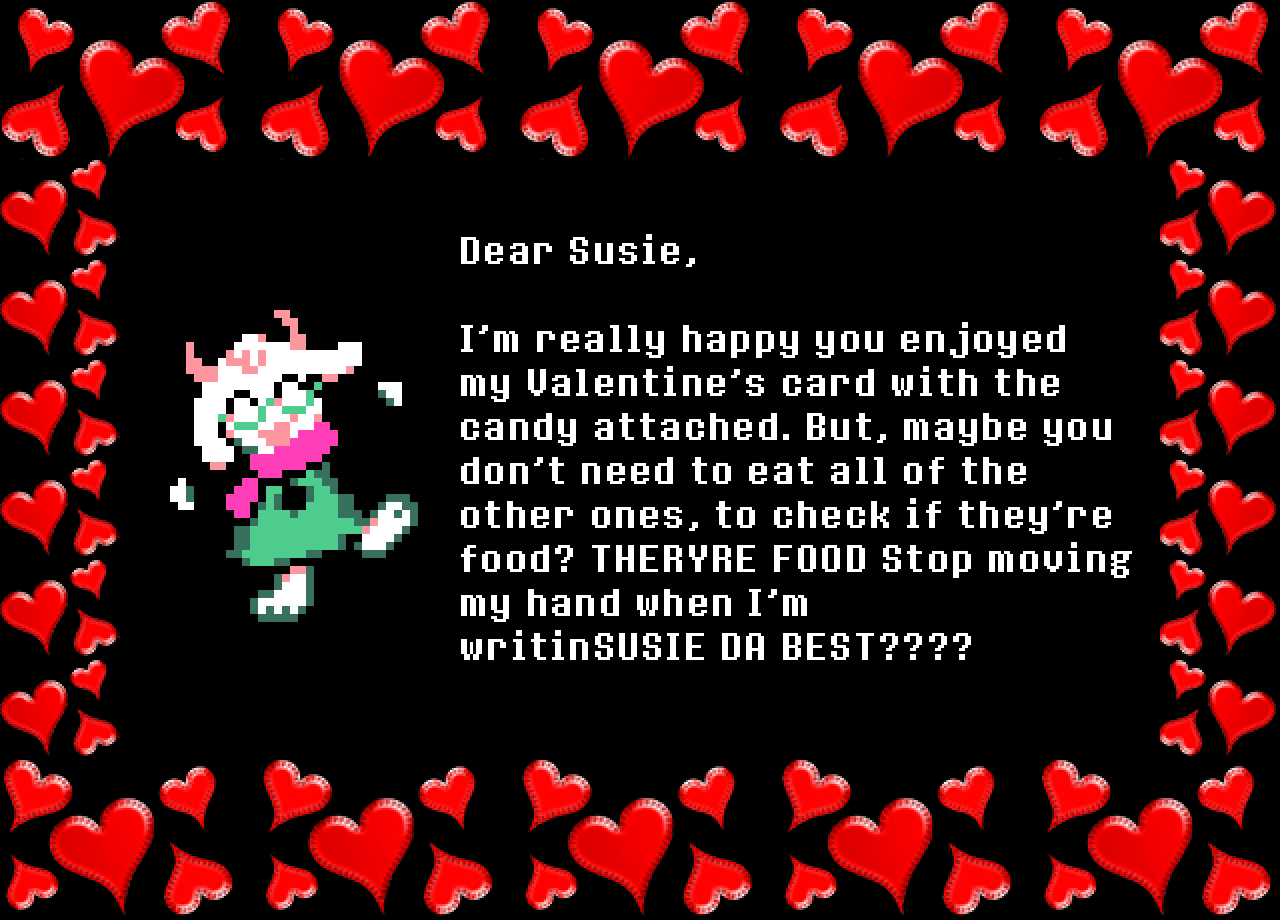 Dear Susie,
I'm really happy you enjoyed
my Valentine's card with the
candy attached. But, maybe you
don't need to eat all of the
other ones, to check if they're
food? THERYRE FOOD Stop moving
my hand when I'm
writinSUSIE DA BEST????